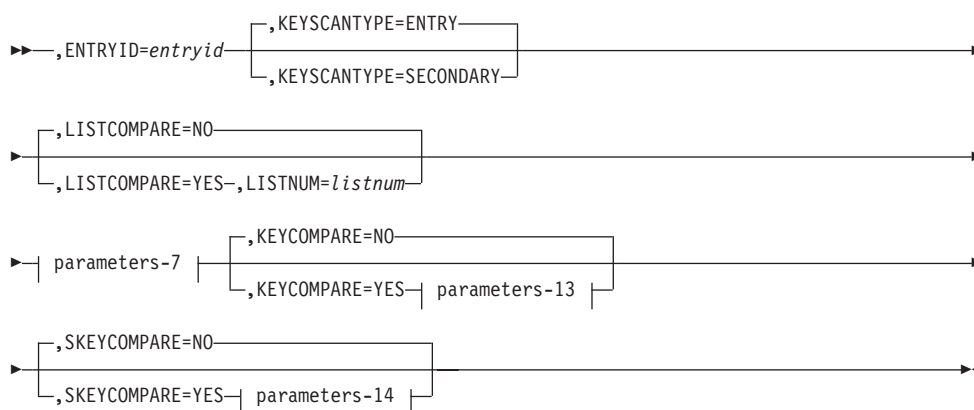 ,KEYSCANTYPE=ENTRY
,ENTRYID=entryid
,KEYSCANTYPE=SECONDARY
,LISTCOMPARE=NO
,LISTCOMPARE=YES ,LISTNUM=listnum
,KEYCOMPARE=NO
parameters-7
,KEYCOMPARE=YES parameters-13
,SKEYCOMPARE=NO
,SKEYCOMPARE=YES parameters-14